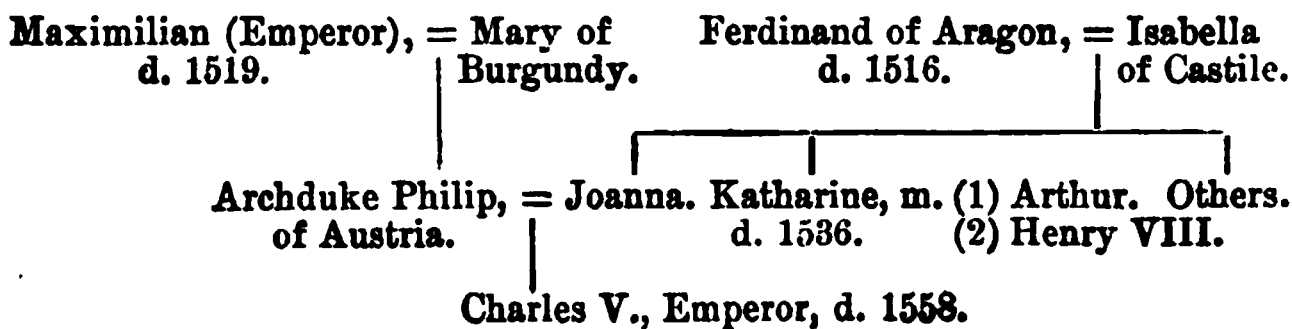 Maximilian (Emperor), = Mary of Ferdinand of Aragon, = Isabella
d. 1519. Burgundy. d. 1516. of Castile.
Archduke Philip, = Joanna. Katharine, m. (1) Arthur. Others.
of Austria. d. 1536. (2) Henry VIII.
Charles V., Emperor, d. 1558.